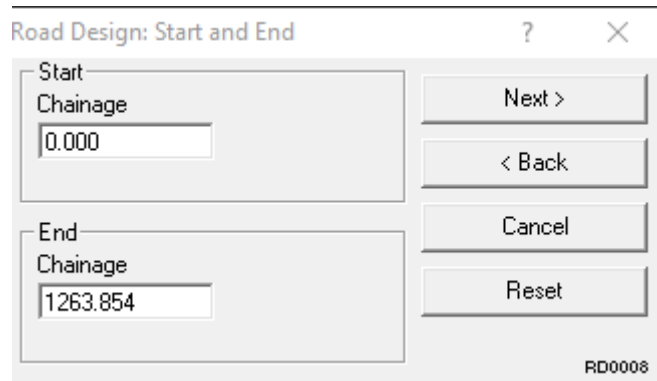 Road Design: Start and End ? ×
Start
Chainage
0.000
End
Chainage
1263.854
Next >
< Back
Cancel
Reset
RD0008